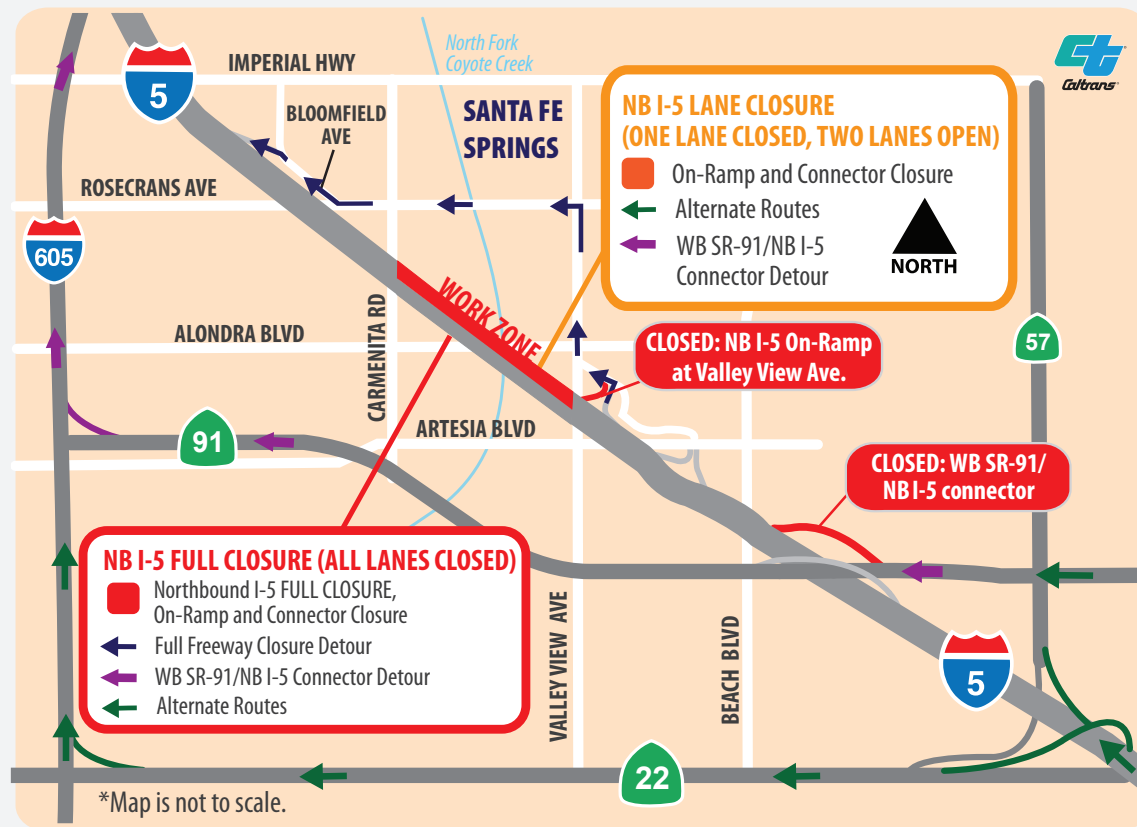 IMPERIAL HWY
North Fork
Coyote Creek
Caltrans
5
BLOOMFIELD
AVE
SANTA FE
SPRINGS
NB I-5 LANE CLOSURE
(ONE LANE CLOSED, TWO LANES OPEN)
On-Ramp and Connector Closure
Alternate Routes
WB SR-91/NB I-5
Connector Detour
NORTH
ROSECRANS AVE
605
CARMENITA RD
WORK ZONE
ALONDRA BLVD
CLOSED: NB I-5 On-Ramp
at Valley View Ave.
57
91
ARTESIA BLVD
CLOSED: WB SR-91/
NB I-5 connector
NB I-5 FULL CLOSURE (ALL LANES CLOSED)
Northbound I-5 FULL CLOSURE,
On-Ramp and Connector Closure
Full Freeway Closure Detour
WB SR-91/NB I-5 Connector Detour
Alternate Routes
VALLEY VIEW AVE
BEACH BLVD
5
22
*Map is not to scale.